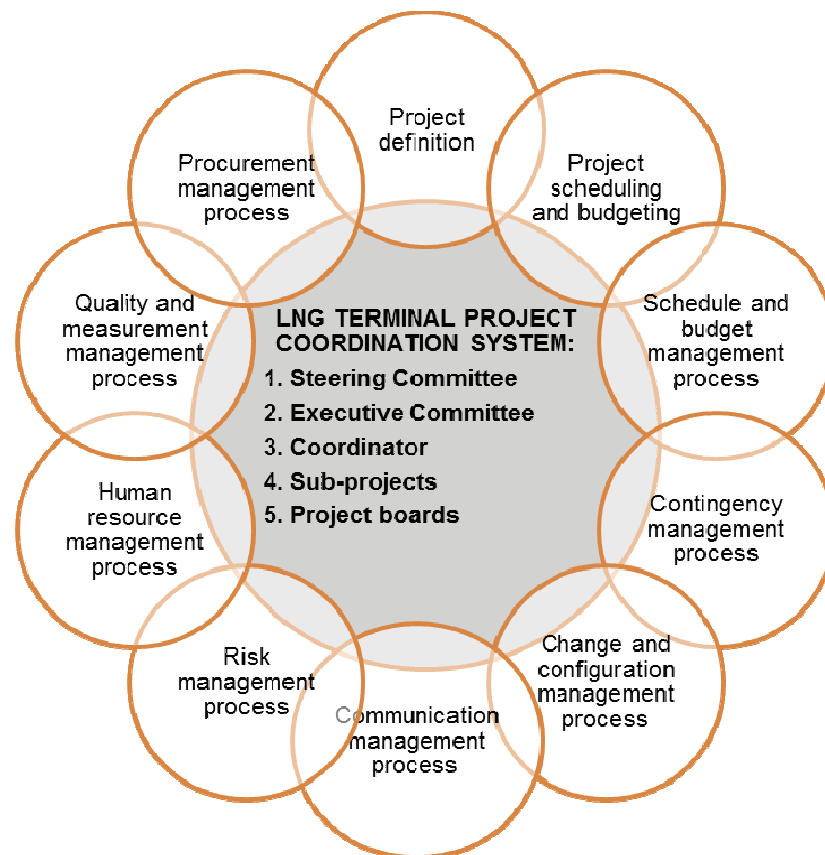 Project
definition
Project
scheduling
and budgeting
Schedule and
budget
management
process
Contingency
management
process
Change and
configuration
management
process
Communication
management
process
Risk
management
process
Human
resource
management
process
Quality and
measurement
management
process
Procurement
management
process
LNG TERMINAL PROJECT
COORDINATION SYSTEM:
1. Steering Committee
2. Executive Committee
3. Coordinator
4. Sub-projects
5. Project boards